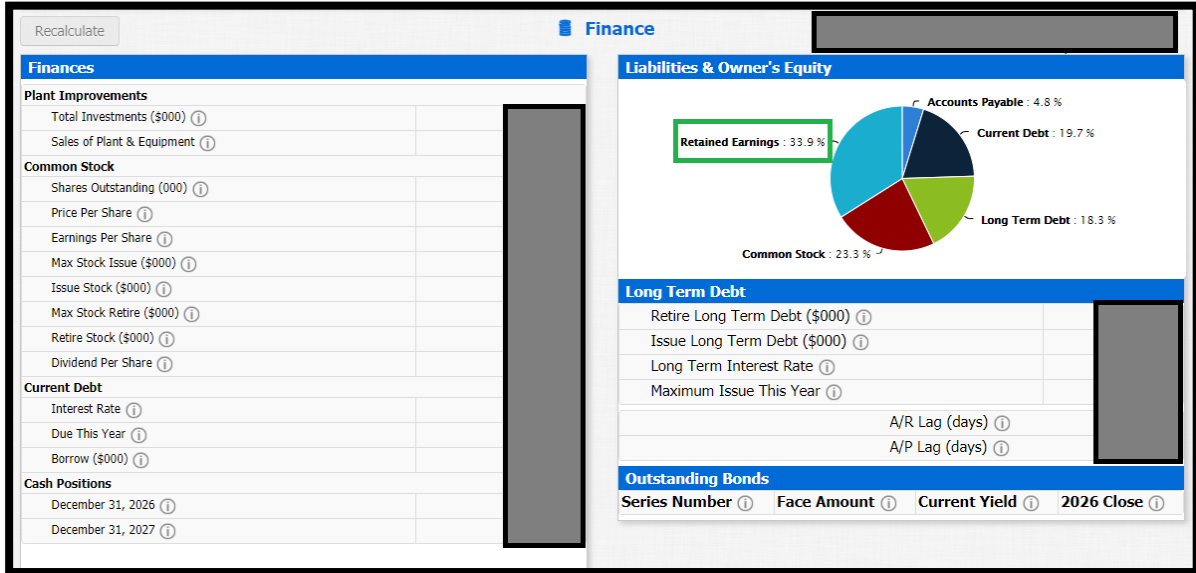 Recalculate
Finance
Finances
Plant Improvements
Total Investments ($000)
Sales of Plant & Equipment
Common Stock
Shares Outstanding (000)
Price Per Share
Earnings Per Share
Max Stock Issue ($000)
Issue Stock ($000)
Max Stock Retire ($000)
Retire Stock ($000)
Dividend Per Share
Current Debt
Interest Rate
Due This Year
Borrow ($000)
Cash Positions
December 31, 2026
December 31, 2027
Liabilities & Owner's Equity
Accounts Payable : 4.8 %
Current Debt : 19.7 %
Retained Earnings : 33.9 %
Long Term Debt : 18.3 %
Common Stock : 23.3 %
Long Term Debt
Retire Long Term Debt ($000)
Issue Long Term Debt ($000)
Long Term Interest Rate
Maximum Issue This Year
A/R Lag (days)
A/P Lag (days)
Outstanding Bonds
Series Number Face Amount Current Yield 2026 Close